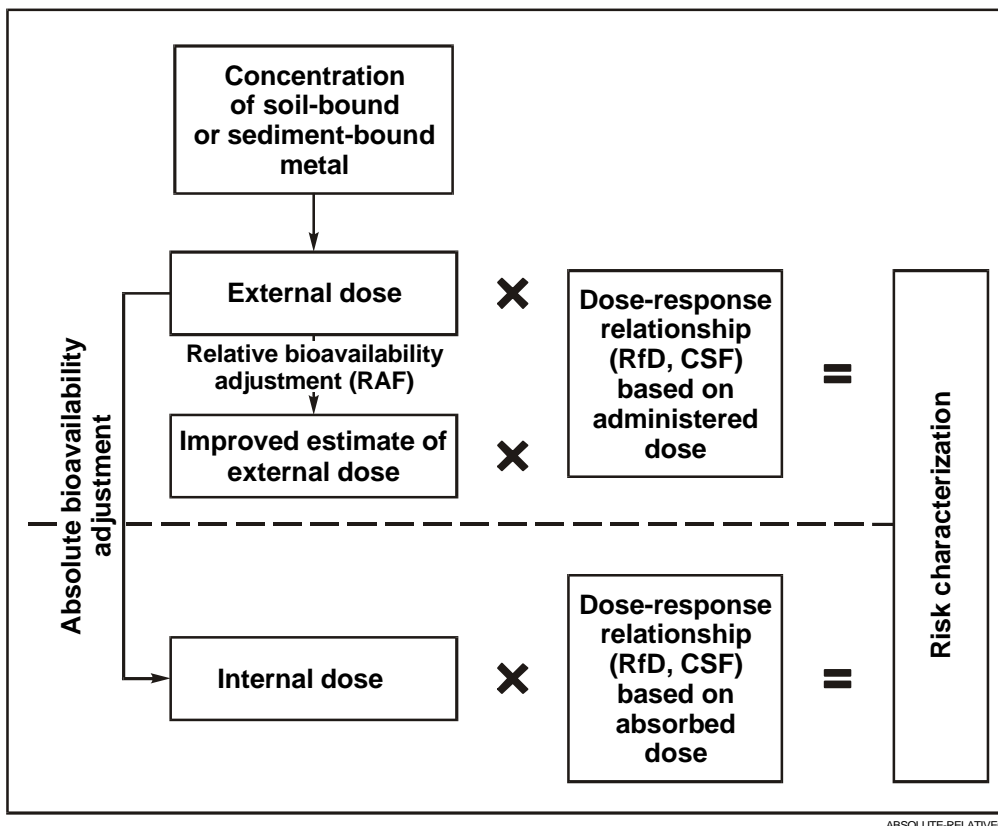 Concentration
of soil-bound
or sediment-bound
metal
External dose
×
Dose-response
relationship
(RfD, CSF)
based on
administered
dose
=
Relative bioavailability
adjustment (RAF)
Improved estimate of
external dose
×
Absolute bioavailability
adjustment
Internal dose
×
Dose-response
relationship
(RfD, CSF)
based on
absorbed
dose
=
Risk characterization